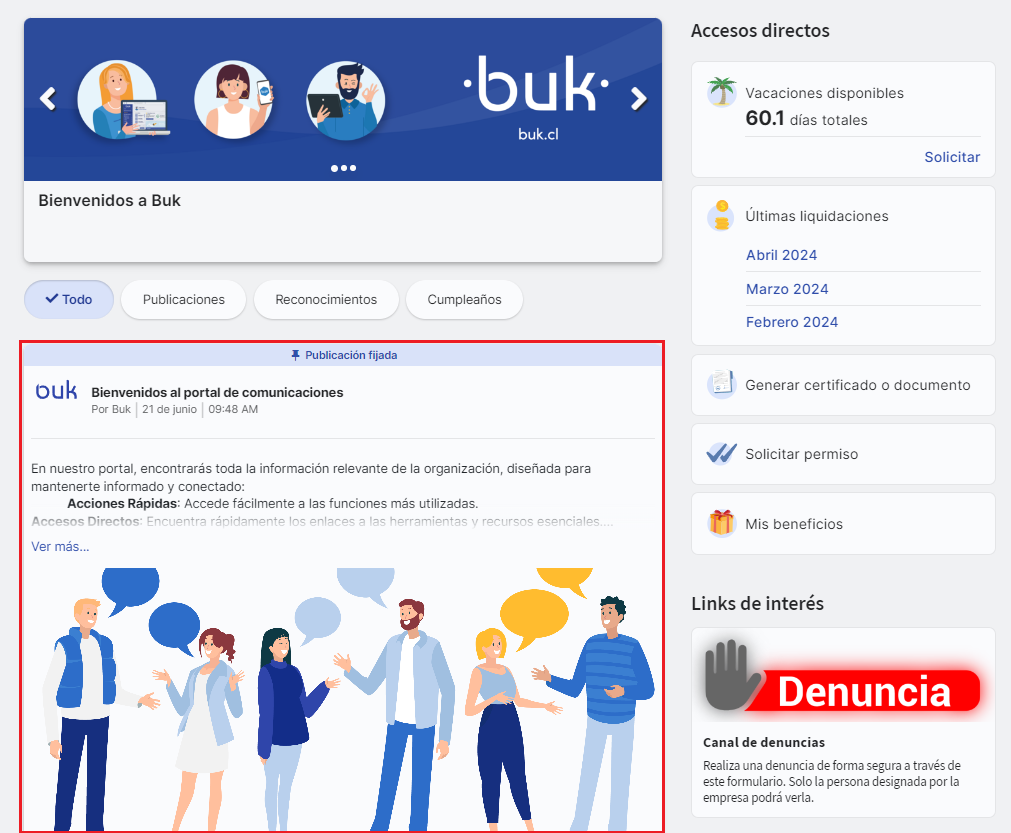 buk
buk.cl
Bienvenidos a Buk
Todo
Publicaciones
Reconocimientos
Cumpleaños
Publicación fijada
buk
Bienvenidos al portal de comunicaciones
Por Buk | 21 de junio | 09:48 AM
En nuestro portal, encontrarás toda la información relevante de la organización, diseñada para
mantenerte informado y conectado:
Acciones Rápidas: Accede fácilmente a las funciones más utilizadas.
Accesos Directos: Encuentra rápidamente los enlaces a las herramientas y recursos esenciales....
Ver más...
Accesos directos
Vacaciones disponibles
60.1 días totales
Solicitar
Últimas liquidaciones
Abril 2024
Marzo 2024
Febrero 2024
Generar certificado o documento
Solicitar permiso
Mis beneficios
Links de interés
Denuncia
Canal de denuncias
Realiza una denuncia de forma segura a través de
este formulario. Solo la persona designada por la
empresa podrá verla.